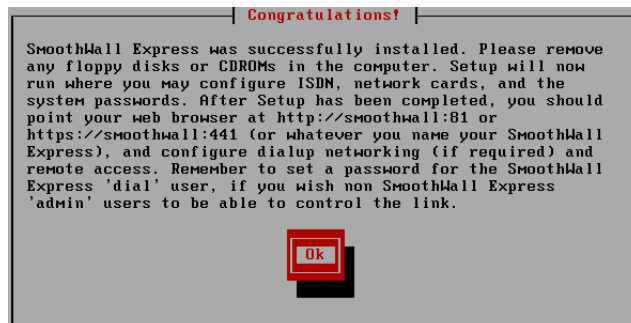 Congratulations!
SmoothWall Express was successfully installed. Please remove
any floppy disks or CDROMs in the computer. Setup will now
run where you may configure ISDN, network cards, and the
system passwords. After Setup has been completed, you should
point your web browser at http://smoothwall:81 or
https://smoothwall:441 (or whatever you name your SmoothWall
Express), and configure dialup networking (if required) and
remote access. Remember to set a password for the SmoothWall
Express 'dial' user, if you wish non SmoothWall Express
'admin' users to be able to control the link.
Ok